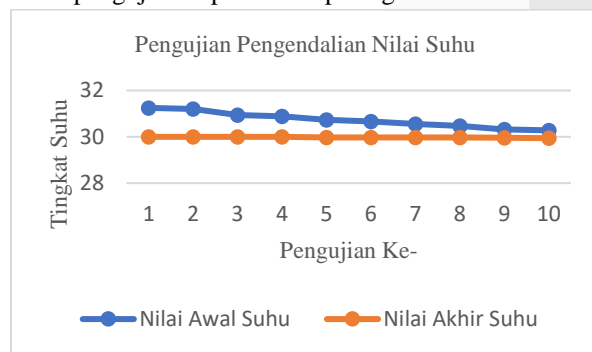 Pengujian Pengendalian Nilai Suhu
Tingkat Suhu
32
30
28
1 2 3 4 5 6 7 8 9 10
Pengujian Ke-
Nilai Awal Suhu Nilai Akhir Suhu